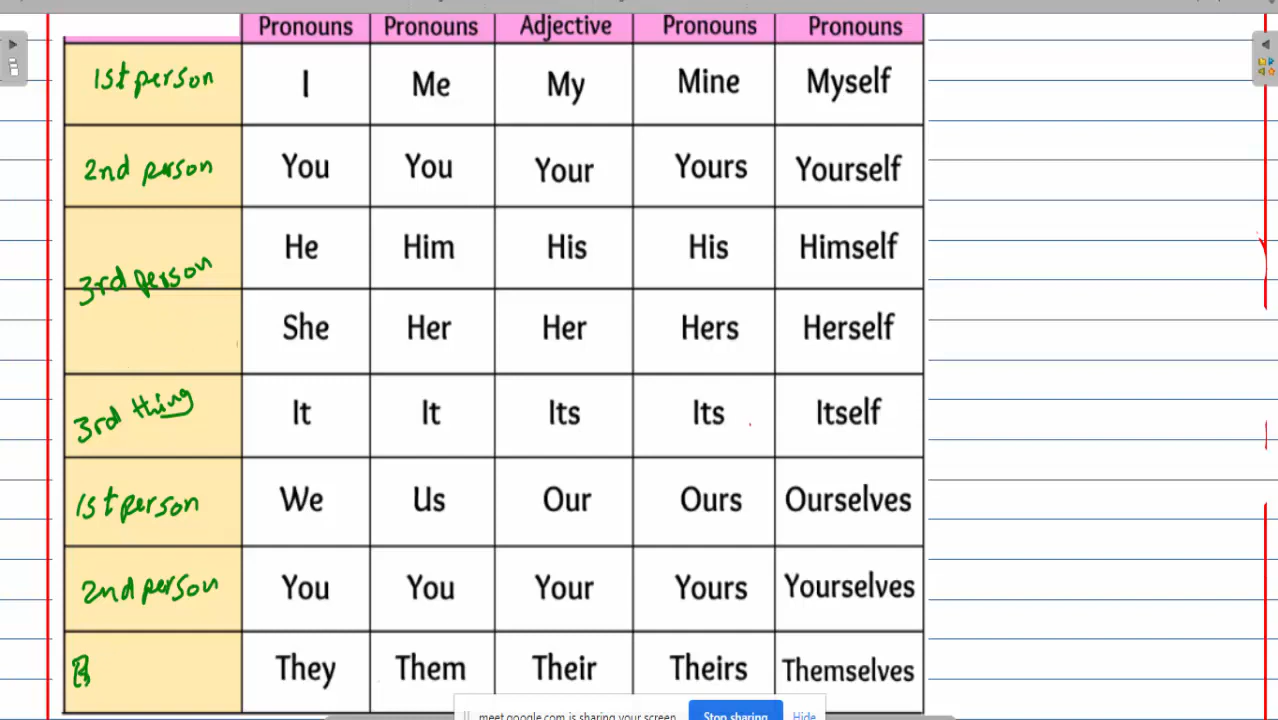 Pronouns Pronouns Adjective Pronouns Pronouns
1st person I Me My Mine Myself
2nd person You You Your Yours Yourself
3rd person He Him His His Himself
She Her Her Hers Herself
3rd thing It It Its Its Itself
1st person We Us Our Ours Ourselves
2nd person You You Your Yours Yourselves
They Them Their Theirs Themselves
meet.google.com is sharing your screen. Stop sharing Hide